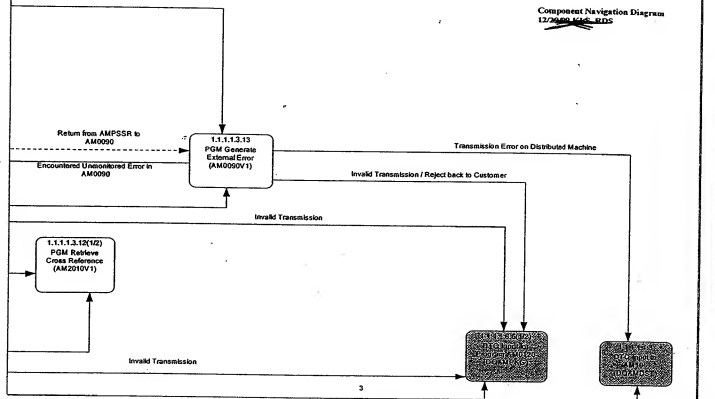 Component Navigation Diagram
Return from AMPSSR to
AM0090
1.1.1.1.3.13
PGM Generate
External Error
(AM0090V1)
Transmission Error on Distributed Machine
Encountered Unmonitored Error in
AM0090
Invalid Transmission / Reject back to Customer
Invalid Transmission
1.1.1.1.3.12(1/2)
PGM Retrieve
Cross Reference
(AM2010V1)
Invalid Transmission
3